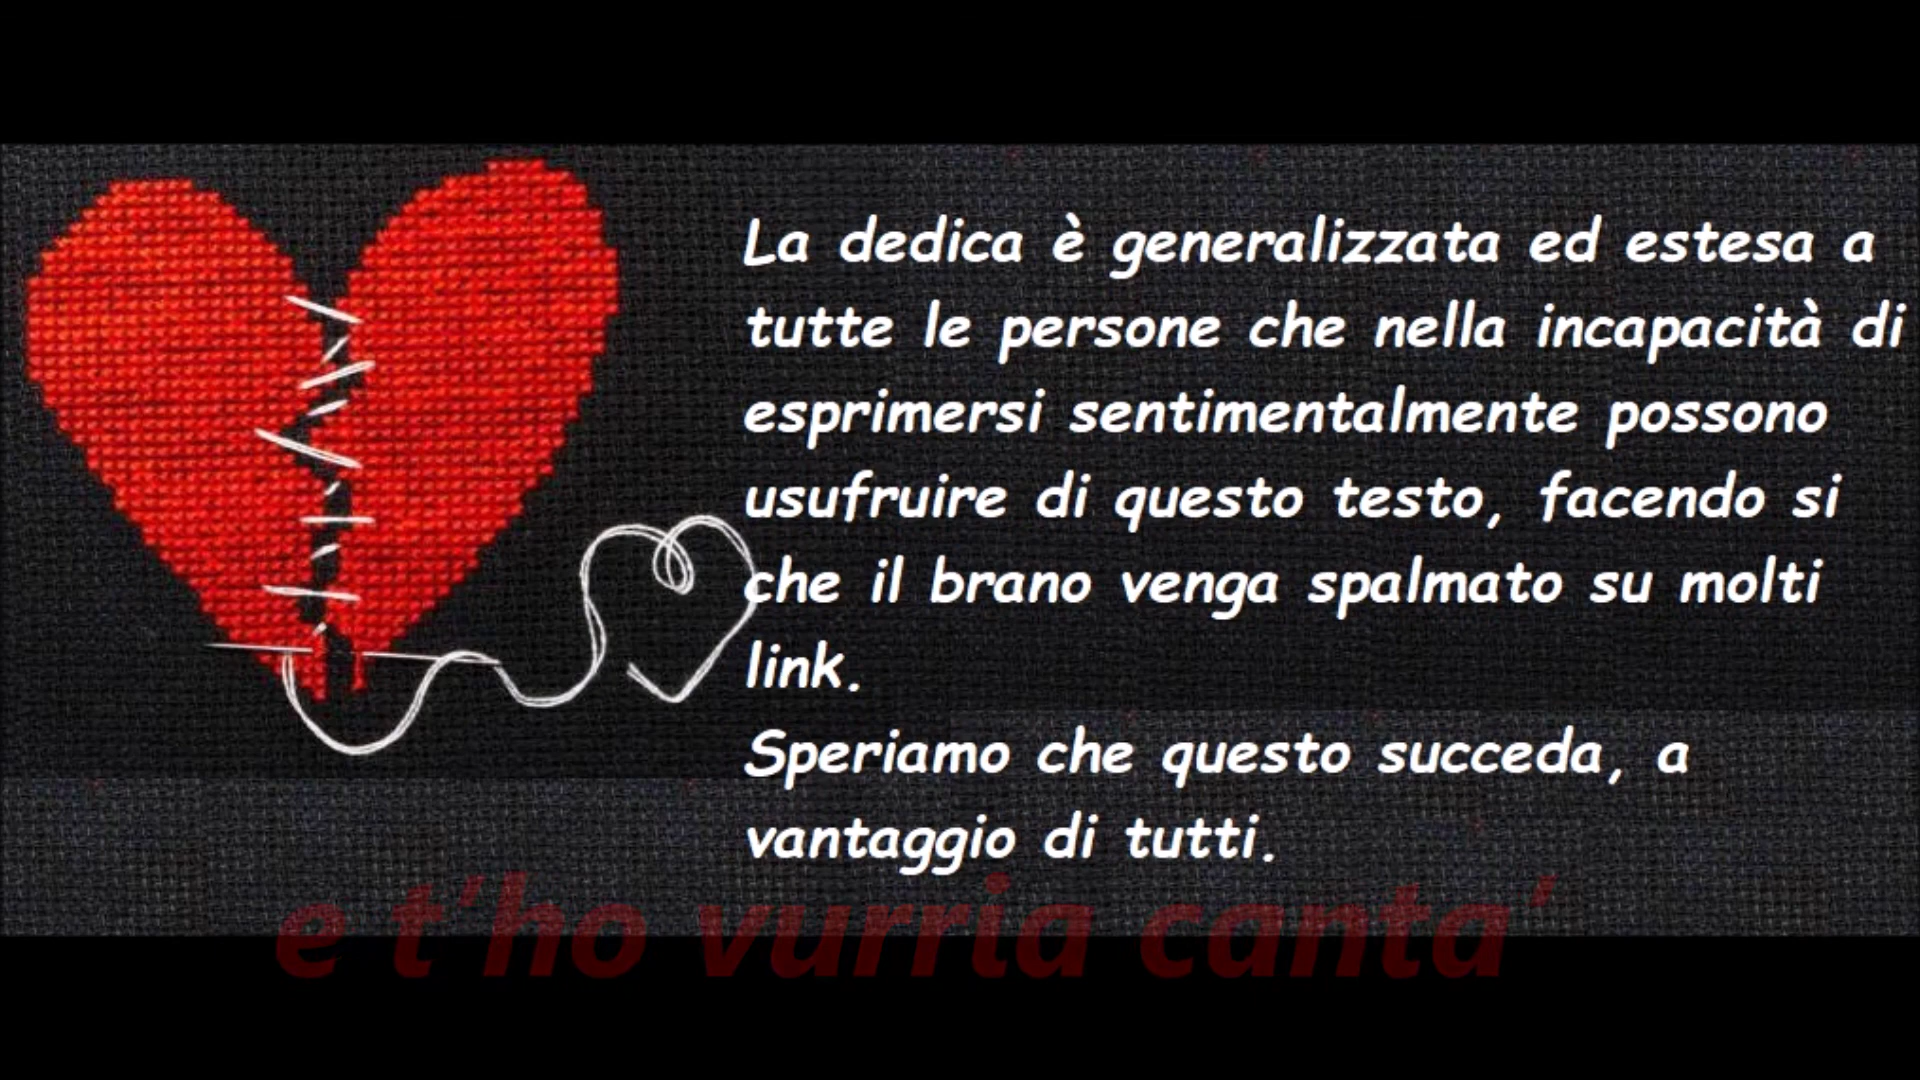 La dedica è generalizzata ed estesa a
tutte le persone che nella incapacità di
esprimersi sentimentalmente possono
usufruire di questo testo, facendo si
che il brano venga spalmato su molti
link.
Speriamo che questo succeda, a
vantaggio di tutti.
e t'ho vurria canta'